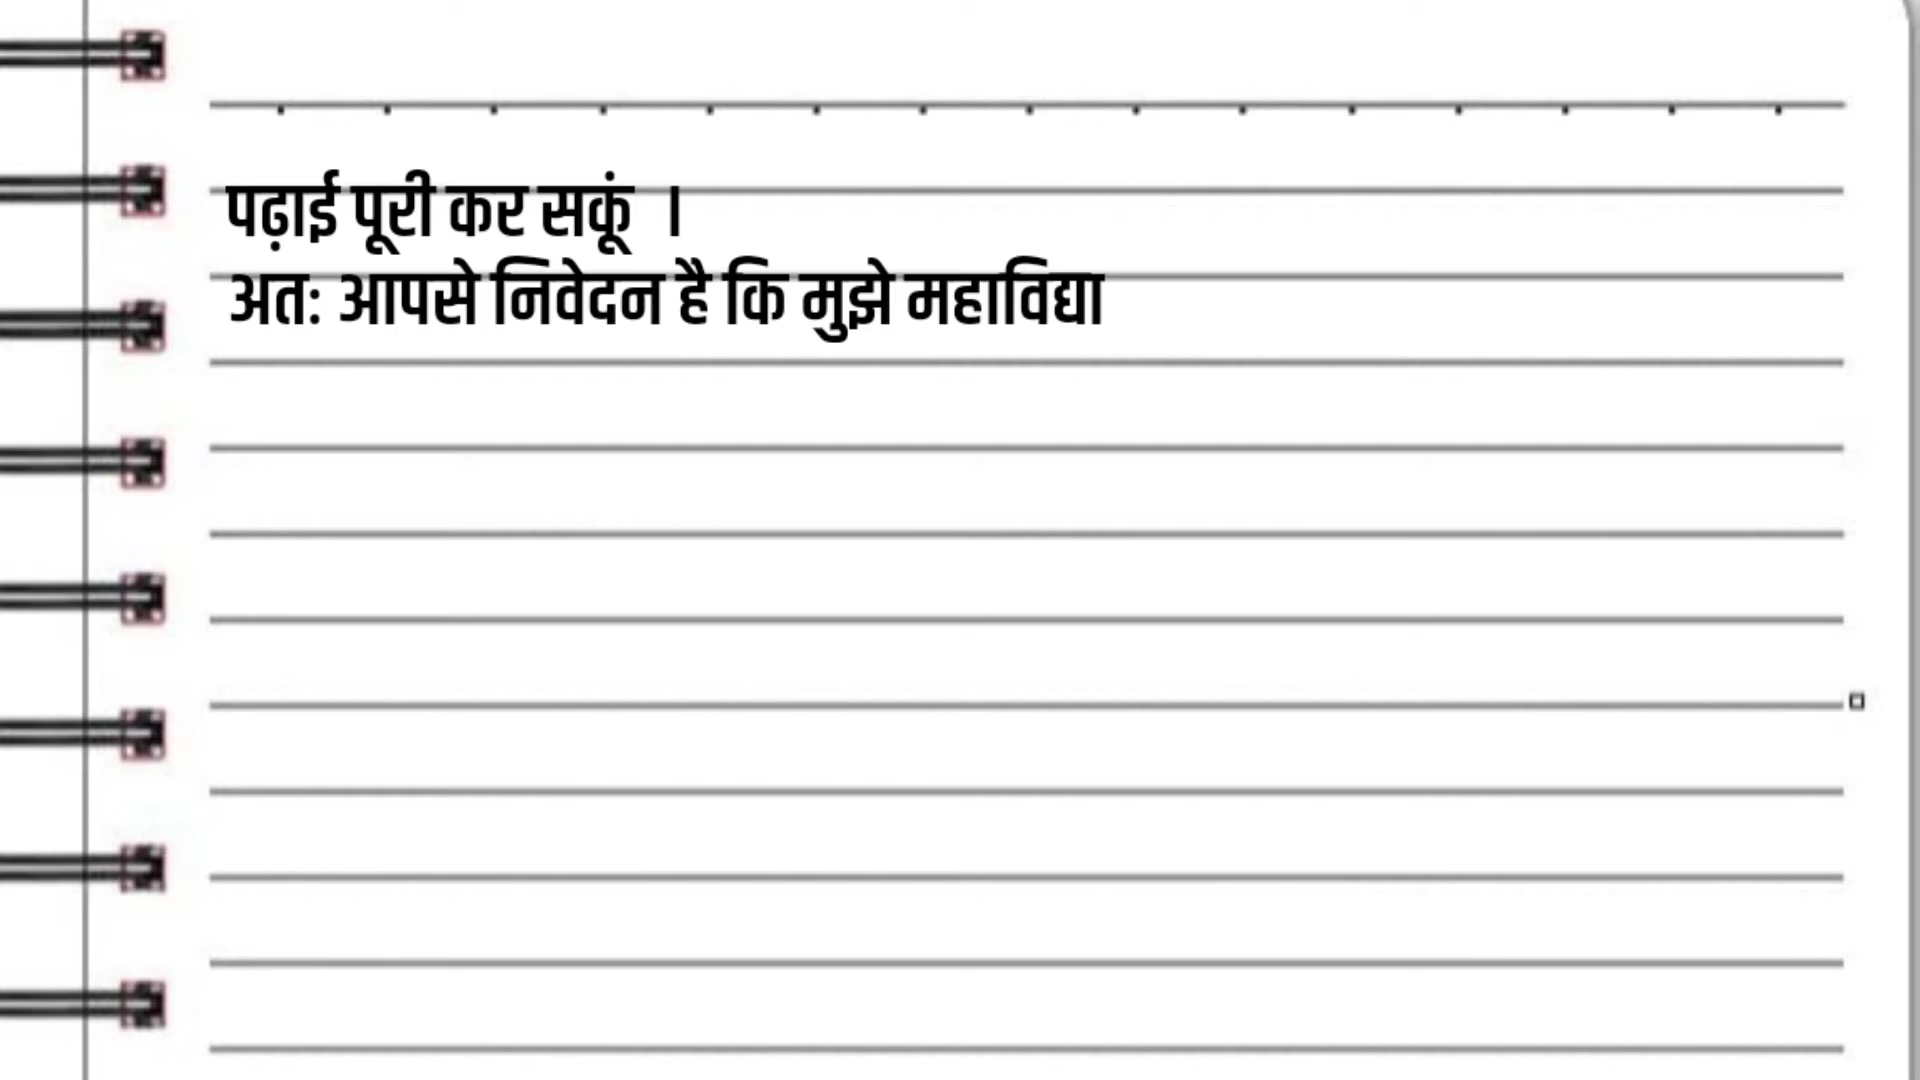 पढ़ाई पूरी कर सकूं ।
अतः आपसे निवेदन है कि मुझे महाविद्या